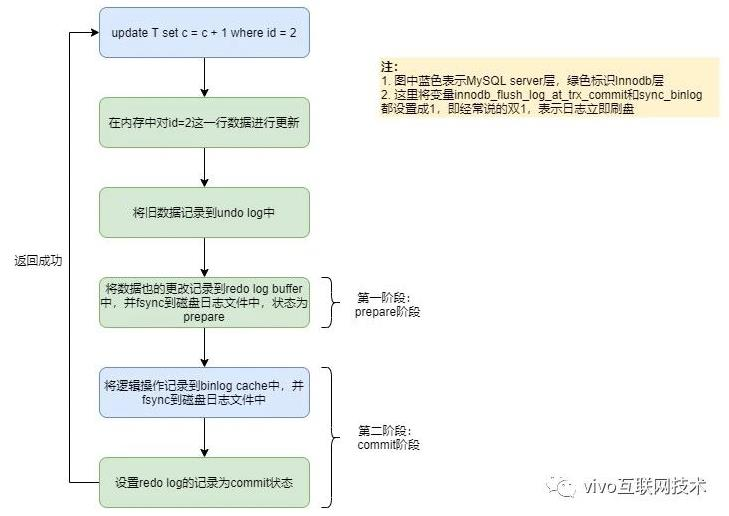 update T set c = c + 1 where id = 2
注:
1. 图中蓝色表示MySQL server层，绿色标识Innodb层
2. 这里将变量innodb_flush_log_at_trx_commit和sync_binlog
都设置成1，即经常说的双1，表示日志立即刷盘
在内存中对id=2这一行数据进行更新
将旧数据记录到undo log中
返回成功
将数据也的更改记录到redo log buffer
中，并fsync到磁盘日志文件中，状态为
prepare
第一阶段:
prepare阶段
将逻辑操作记录到binlog cache中，并
fsync到磁盘日志文件中
第二阶段:
commit阶段
设置redo log的记录为commit状态
vivo互联网技术